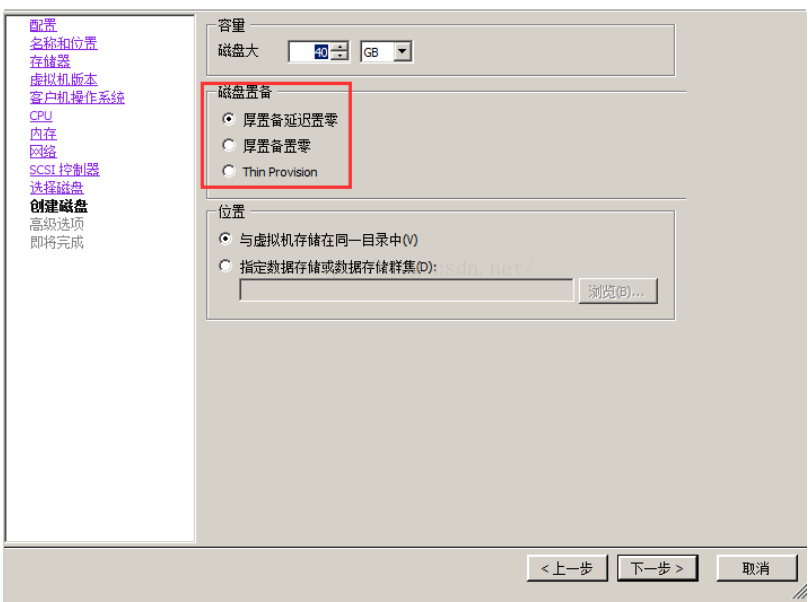 配置
名称和位置
存储器
虚拟机版本
客户机操作系统
CPU
内存
网络
SCSI 控制器
选择磁盘
创建磁盘
高级选项
即将完成
容量
磁盘大
40
GB
磁盘置备
厚置备延迟置零
厚置备置零
Thin Provision
位置
与虚拟机存储在同一目录中(V)
指定数据存储或数据存储群集(D):
csdn.net/
浏览(B)...
<上一步
下一步 >
取消